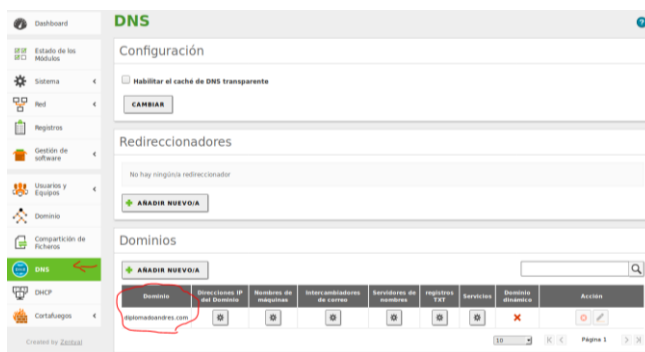 Dashboard
Estado de los
Módulos
Sistema
Red
Registros
Gestión de
software
Usuarios y
Equipos
Dominio
Compartición de
Ficheros
DNS
DHCP
Cortafuegos
Created by Zentyal
DNS
Configuración
Habilitar el caché de DNS transparente
CAMBIAR
Redireccionadores
No hay ningún/a redireccionador
AÑADIR NUEVO/A
Dominios
AÑADIR NUEVO/A
Dominio
Direcciones IP
del Dominio
Nombres de
máquinas
Intercambiadores
de correo
Servidores de
nombres
registros
TXT
Servicios
Dominio
dinámico
Acción
diplomadoandres.com
10
Página 1